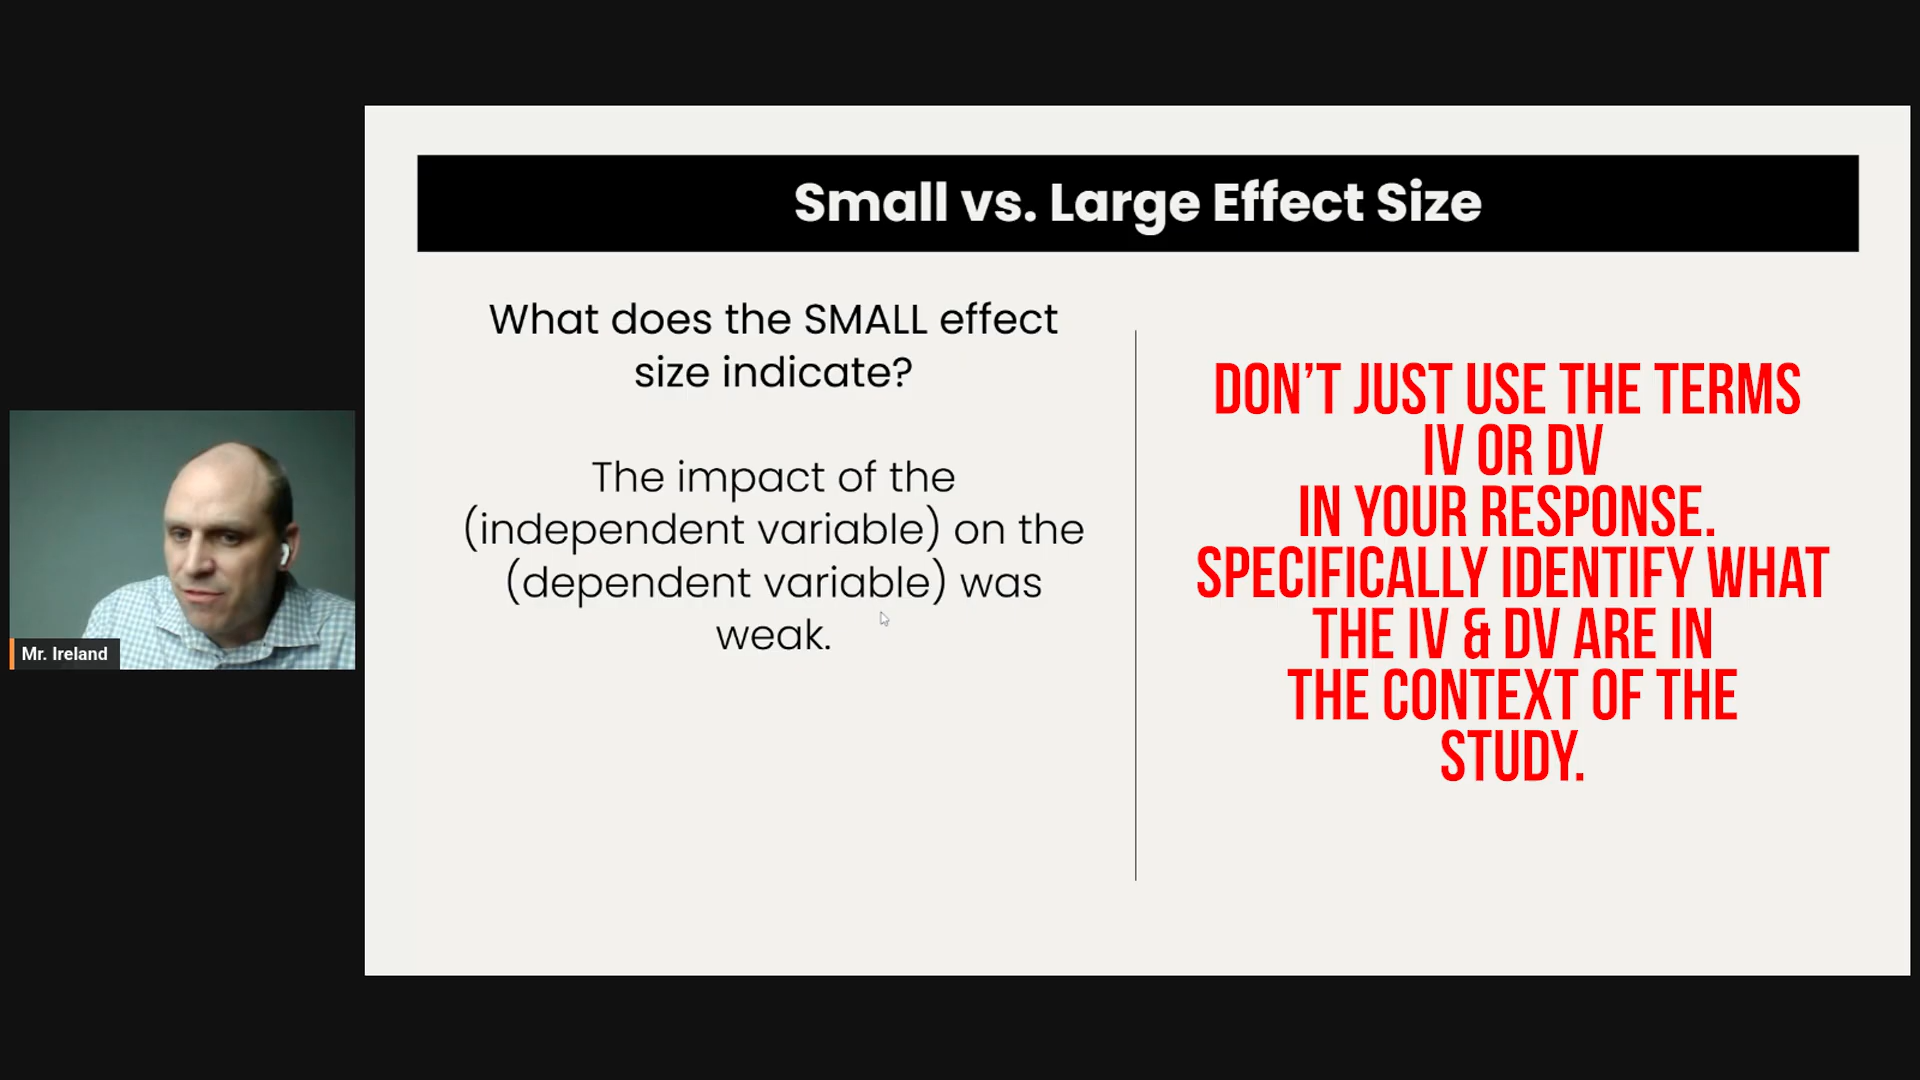 Small vs. Large Effect Size
What does the SMALL effect
size indicate?
The impact of the
(independent variable) on the
(dependent variable) was
weak.
DON’T JUST USE THE TERMS
IV OR DV
IN YOUR RESPONSE.
SPECIFICALLY IDENTIFY WHAT
THE IV & DV ARE IN
THE CONTEXT OF THE
STUDY.
Mr. Ireland